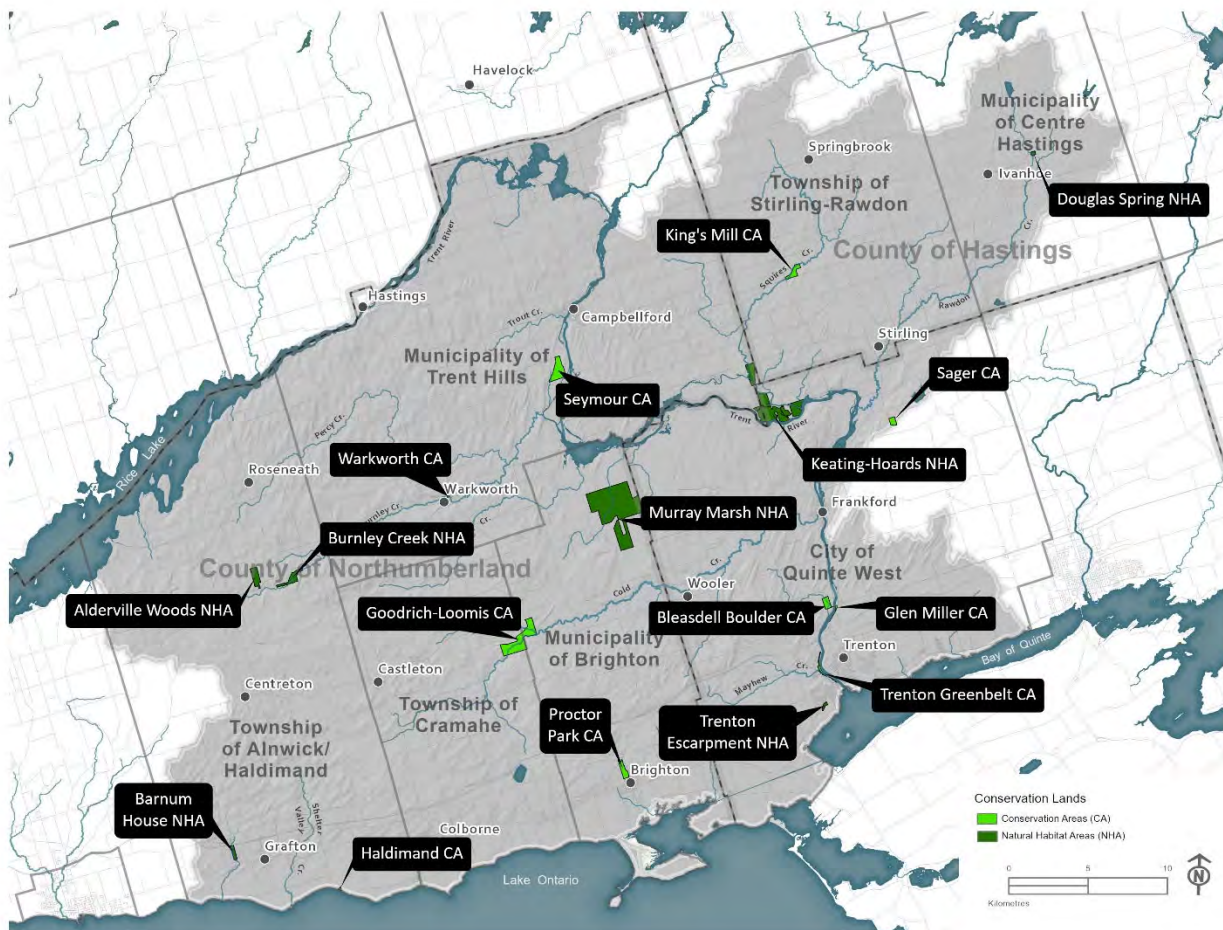 Havelock
Municipality
of Centre
Hastings
Springbrook
Ivanhoe
Township of
Stirling-Rawdon
Douglas Spring NHA
King's Mill CA
County of Hastings
Cr.
Squires Cr.
Trent River
Rawdon
Hastings
Trout Cr.
Campbellford
Stirling
Municipality of
Trent Hills
Sager CA
Seymour CA
Trent River
Percy Cr.
Rice Lake
Warkworth CA
Keating-Hoards NHA
Roseneath
Warkworth
Murray Marsh NHA
Frankford
Cr.
Cr.
Burnley Creek NHA
City of
Quinte West
County of Northumberland
Cold Cr.
Wooler
Alderville Woods NHA
Goodrich-Loomis CA
Bleasdell Boulder CA
Glen Miller CA
Municipality
of Brighton
Trenton
Bay of Quinte
Castleton
Mayhew Cr.
Centreton
Trenton Greenbelt CA
Township of
Cramahe
Proctor
Park CA
Trenton
Escarpment NHA
Township
of Alnwick/
Haldimand
Brighton
Barnum
House NHA
Shelter
Valley
Cr.
Colborne
Grafton
Haldimand CA
Lake Ontario
Conservation Lands
Conservation Areas (CA)
Natural Habitat Areas (NHA)
0 5 10
Kilometres
N